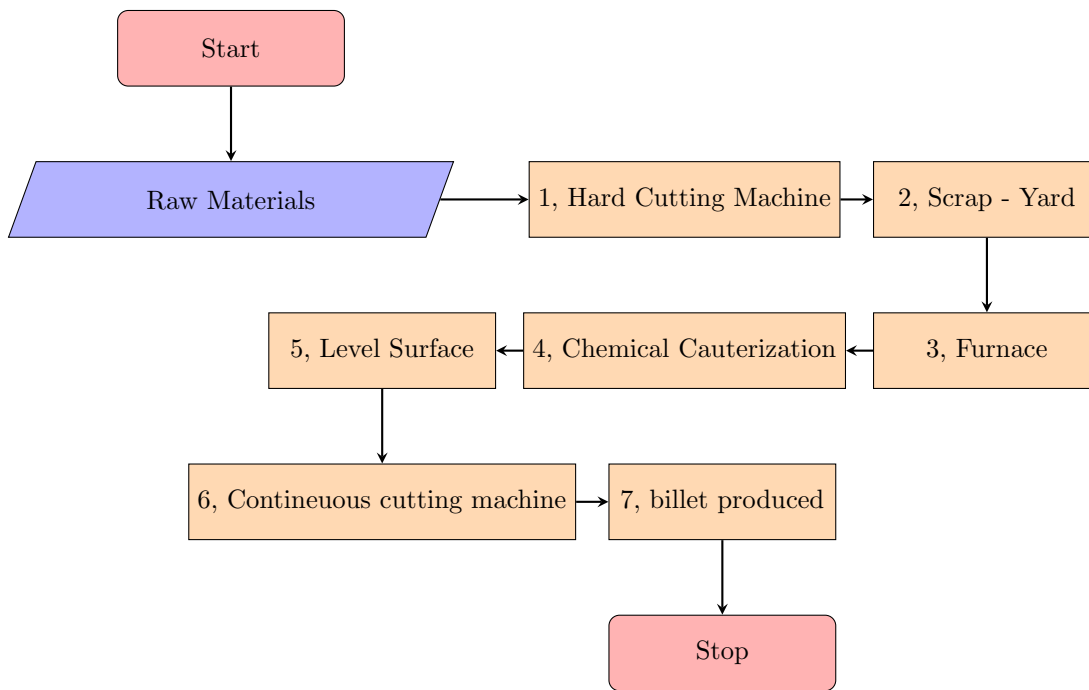 Start
Raw Materials
1, Hard Cutting Machine
2, Scrap - Yard
3, Furnace
4, Chemical Cauterization
5, Level Surface
6, Contineuous cutting machine
7, billet produced
Stop